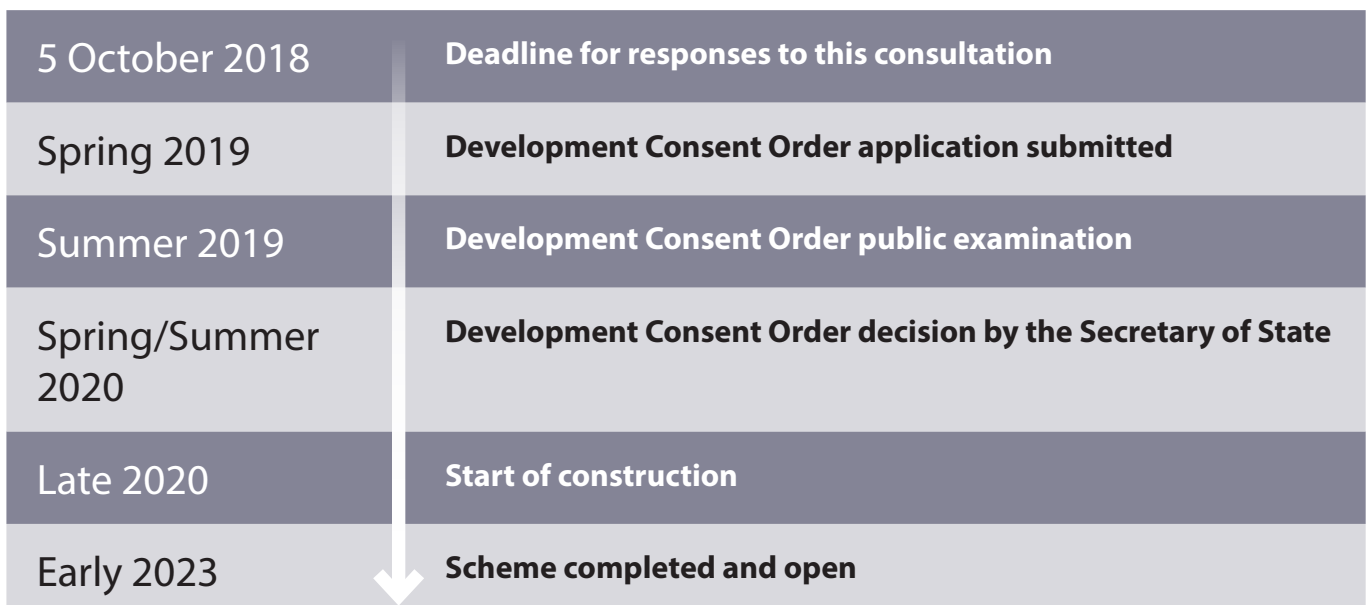 5 October 2018
Deadline for responses to this consultation
Spring 2019
Development Consent Order application submitted
Summer 2019
Development Consent Order public examination
Spring/Summer
2020
Development Consent Order decision by the Secretary of State
Late 2020
Start of construction
Early 2023
Scheme completed and open